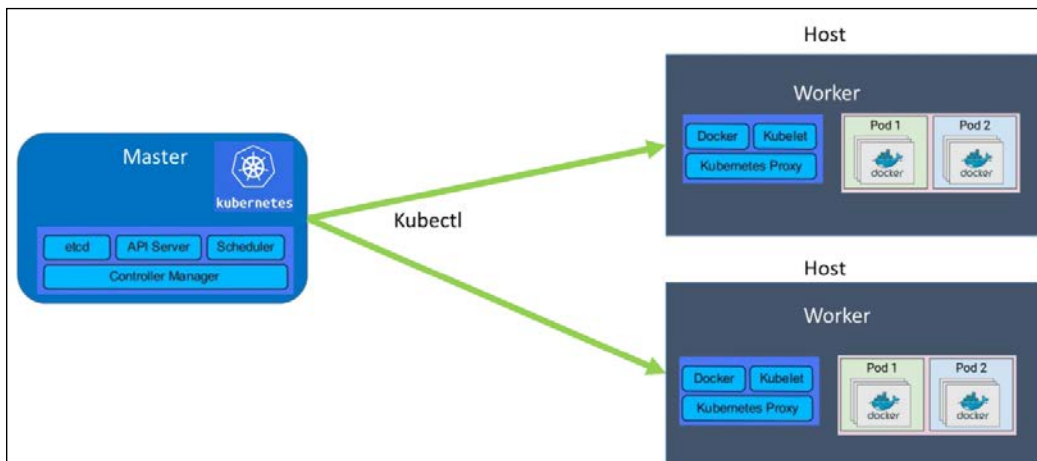 Master
kubernetes
etcd
API Server
Scheduler
Controller Manager
Kubectl
Host
Worker
Docker
Kubelet
Kubernetes Proxy
Pod 1
docker
Pod 2
docker
Host
Worker
Docker
Kubelet
Kubernetes Proxy
Pod 1
docker
Pod 2
docker